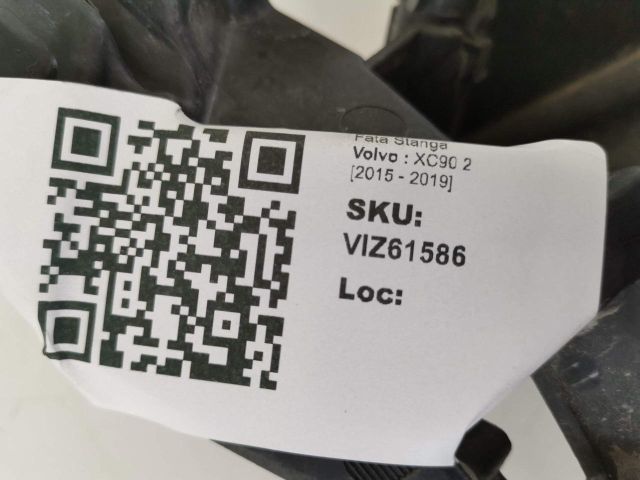 Fata Stanga
Volvo : XC90 2
[2015 - 2019]
SKU:
VIZ61586
Loc: